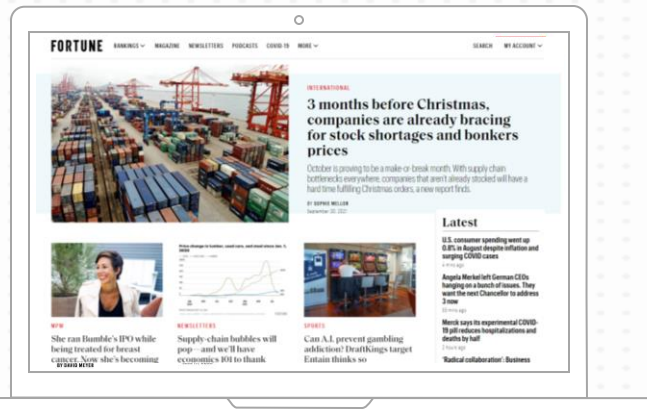 FORTUNE
RANKINGS
MAGAZINE
NEWSLETTERS
PODCASTS
COVID-19
MORE
SEARCH
MY ACCOUNT
INTERNATIONAL
3 months before Christmas,
companies are already bracing
for stock shortages and bonkers
prices
October is proving to be a make-or-break month. With supply chain
bottlenecks everywhere, companies that aren't already stocked will have a
hard time fulfilling Christmas orders, a new report finds.
BY SOPHIE MELLOR
Latest
U.S. consumer spending went up
0.8% in August despite inflation and
surging COVID cases
Angela Merkel left German CEOs
hanging on a bunch of issues. They
want the next Chancellor to address
3 now
Merck says its experimental COVID-
19 pill reduces hospitalizations and
deaths by half
2 hours ago
'Radical collaboration': Business
MPW
She ran Bumble's IPO while
being treated for breast
cancer. Now she's becoming
BY DAVID MEYER
NEWSLETTERS
Supply-chain bubbles will
pop—and we'll have
economics 101 to thank
SPORTS
Can A.I. prevent gambling
addiction? DraftKings target
Entain thinks so